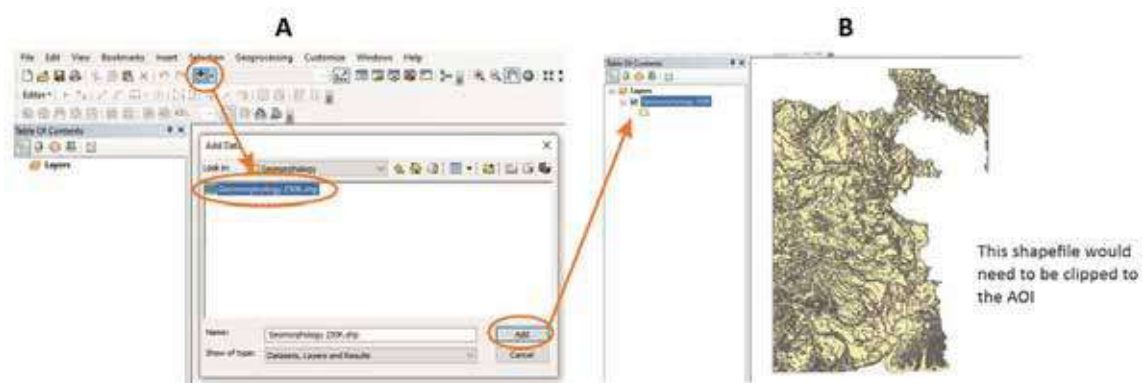 A
B
File Edit View Bookmarks Insert Selection Geoprocessing Customize Windows Help
Editor
Table Of Contents
Layers
Add Data
Look in: Geomorphology
Geomorphology 250K.shp
Name: Geomorphology 250K.shp
Add
Show of type: Datasets, Layers and Results
Cancel
Table Of Contents
Layers
Geomorphology 250K
This shapefile would
need to be clipped to
the AOI